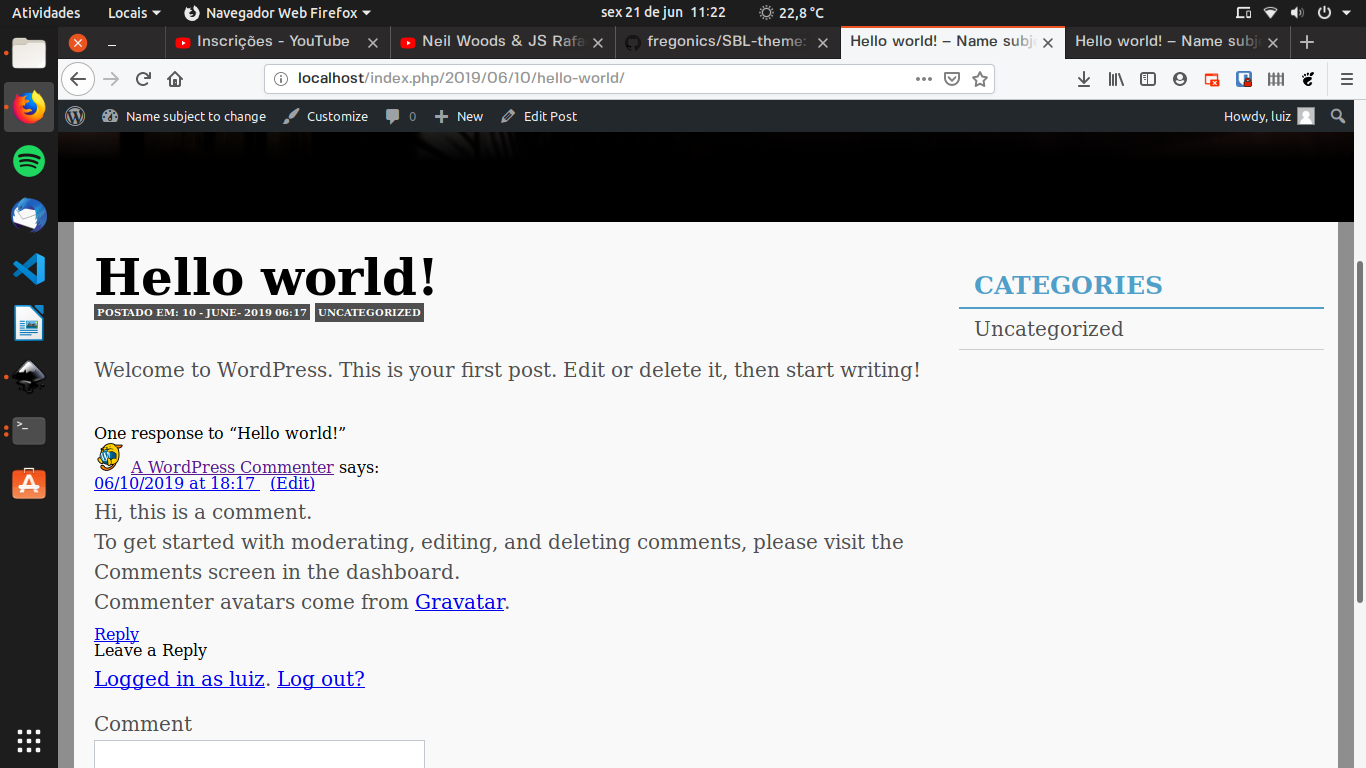 Atividades Locais Navegador Web Firefox sex 21 de jun 11:22 22,8 °C
Inscrições - YouTube Neil Woods & JS Rafa fregonics/SBL-theme: Hello world! – Name subj Hello world! – Name subj
localhost/index.php/2019/06/10/hello-world/
Name subject to change Customize 0 New Edit Post Howdy, luiz
Hello world!
POSTADO EM: 10 - JUNE- 2019 06:17 UNCATEGORIZED
CATEGORIES
Uncategorized
Welcome to WordPress. This is your first post. Edit or delete it, then start writing!
One response to “Hello world!”
A WordPress Commenter says:
06/10/2019 at 18:17 (Edit)
Hi, this is a comment.
To get started with moderating, editing, and deleting comments, please visit the
Comments screen in the dashboard.
Commenter avatars come from Gravatar.
Reply
Leave a Reply
Logged in as luiz. Log out?
Comment